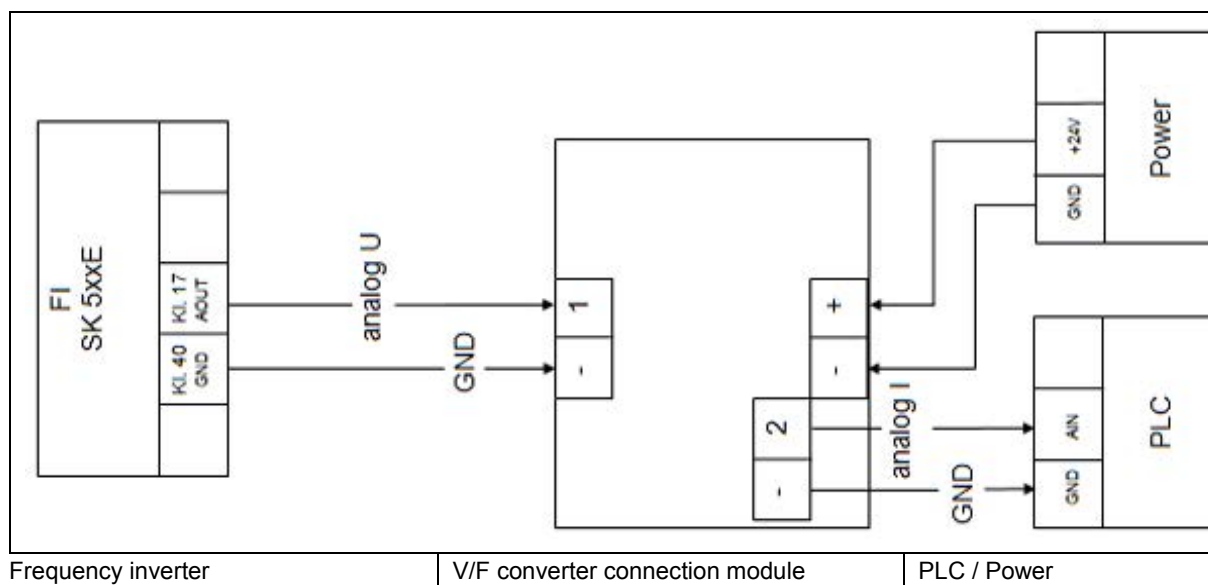 FI
SK 5xxE
Kl. 17
AOUT
Kl. 40
GND
analog U
GND
1
-
+
-
2
-
analog I
GND
+24V
GND
Power
AIN
GND
PLC
Frequency inverter
V/F converter connection module
PLC / Power